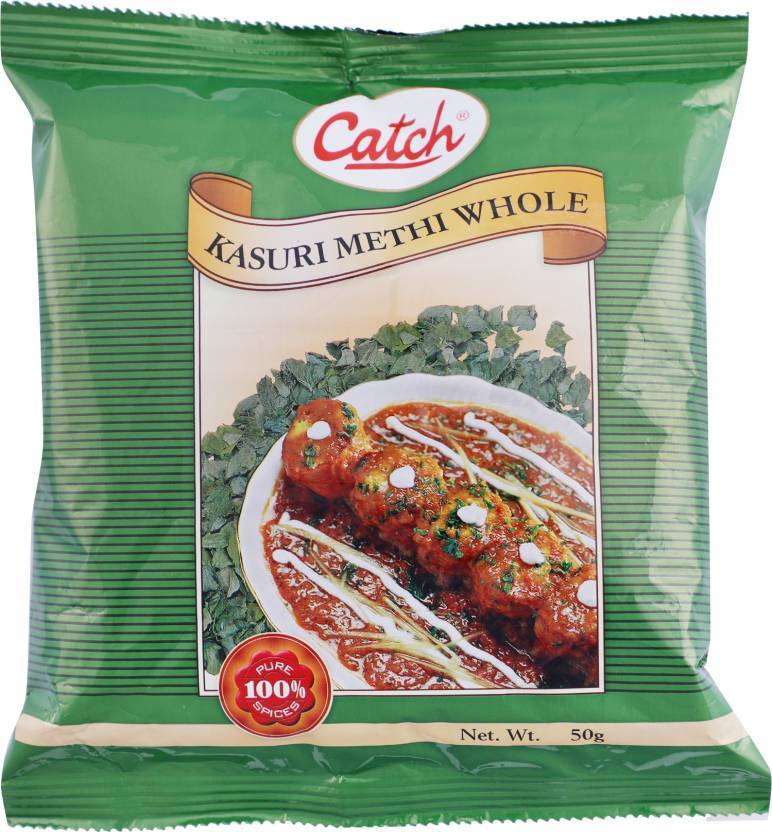 Catch®
KASURI METHI WHOLE
PURE
100%
SPICES
Net. Wt. 50g